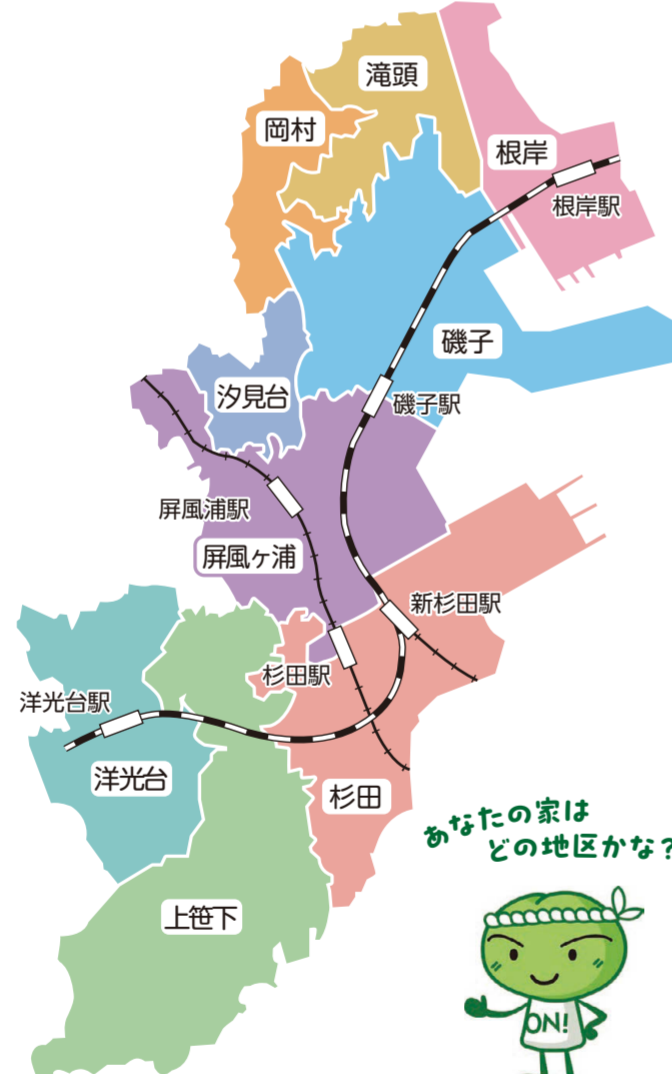 滝頭
岡村
根岸
根岸駅
磯子
汐見台
磯子駅
屏風浦駅
屏風ヶ浦
新杉田駅
杉田駅
洋光台駅
洋光台
杉田
あなたの家は
どの地区かな?
上笹下
ON!